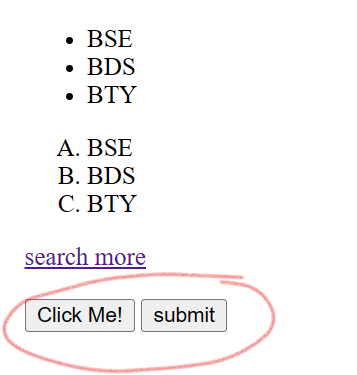 • BSE
• BDS
• BTY
A. BSE
B. BDS
C. BTY
search more
Click Me! submit